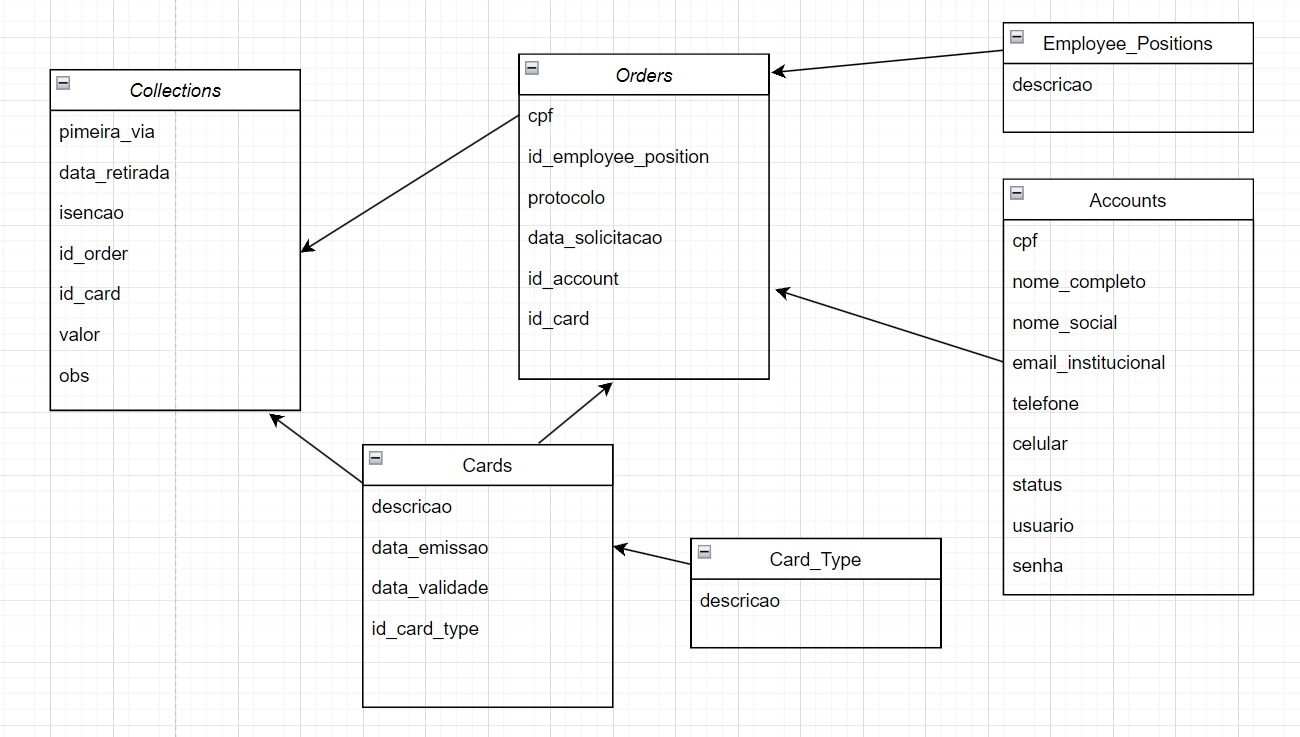 Collections
pimeira_via
data_retirada
isencao
id_order
id_card
valor
obs
Orders
cpf
id_employee_position
protocolo
data_solicitacao
id_account
id_card
Employee_Positions
descricao
Accounts
cpf
nome_completo
nome_social
email_institucional
telefone
celular
status
usuario
senha
Cards
descricao
data_emissao
data_validade
id_card_type
Card_Type
descricao